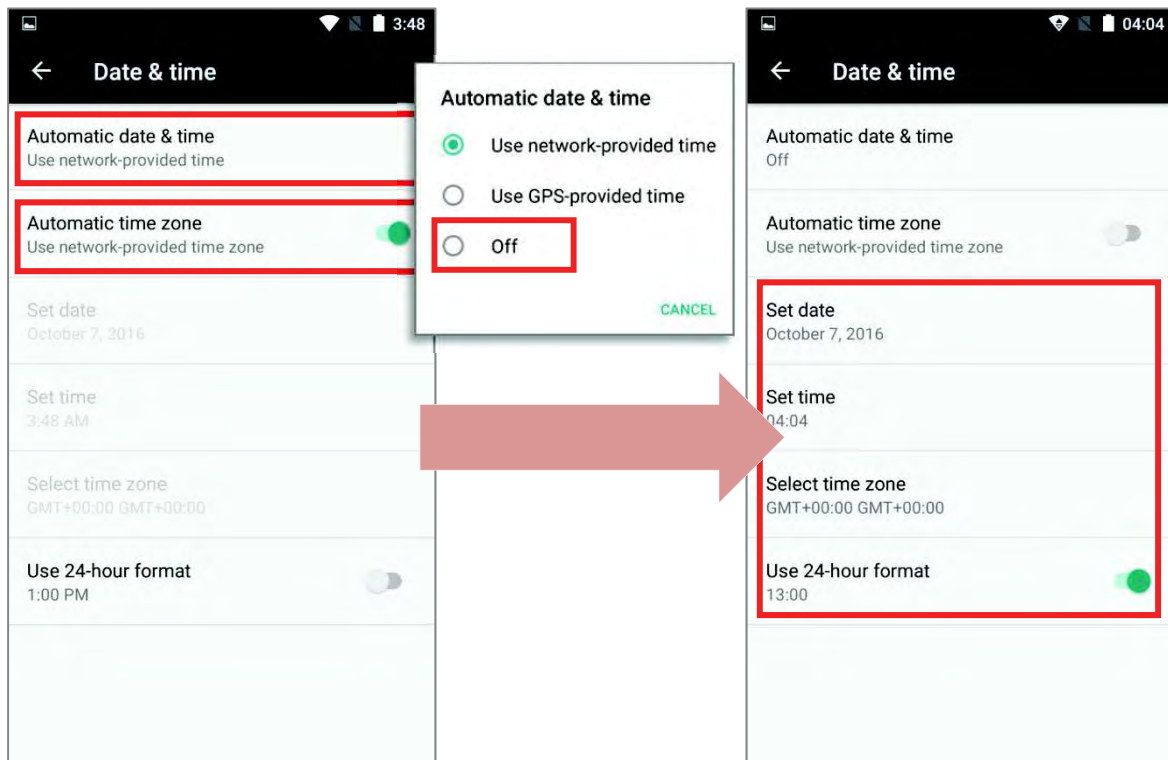 3:48
Date & time
Automatic date & time
Use network-provided time
Automatic time zone
Use network-provided time zone
Set date
October 7, 2016
Set time
3:48 AM
Select time zone
GMT+00:00 GMT+00:00
Use 24-hour format
1:00 PM
Automatic date & time
Use network-provided time
Use GPS-provided time
Off
CANCEL
04:04
Date & time
Automatic date & time
Off
Automatic time zone
Use network-provided time zone
Set date
October 7, 2016
Set time
04:04
Select time zone
GMT+00:00 GMT+00:00
Use 24-hour format
13:00